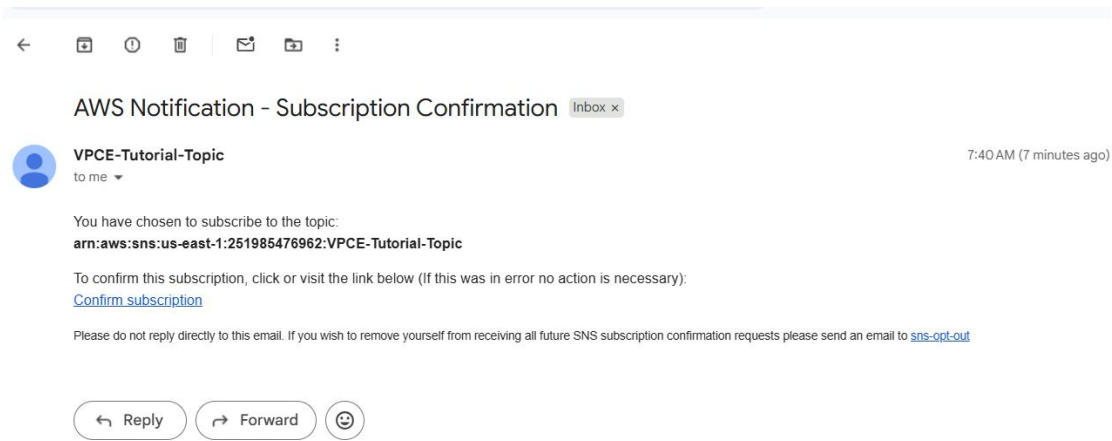 AWS Notification - Subscription Confirmation Inbox ×
VPCE-Tutorial-Topic 7:40 AM (7 minutes ago)
to me
You have chosen to subscribe to the topic:
arn:aws:sns:us-east-1:251985476962:VPCE-Tutorial-Topic
To confirm this subscription, click or visit the link below (If this was in error no action is necessary):
Confirm subscription
Please do not reply directly to this email. If you wish to remove yourself from receiving all future SNS subscription confirmation requests please send an email to sns-opt-out
Reply Forward